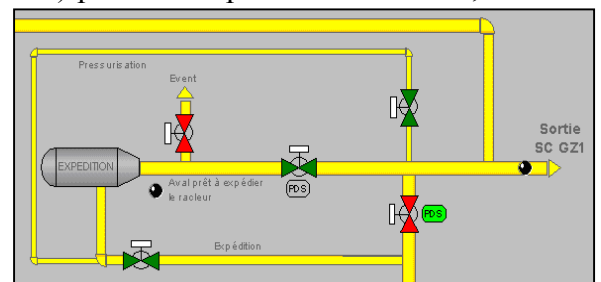 Pressurisation
Event
Sortie
SC GZ1
EXPEDITION
Aval prêt à expédier
le racleur
PDS
PDS
Expédition